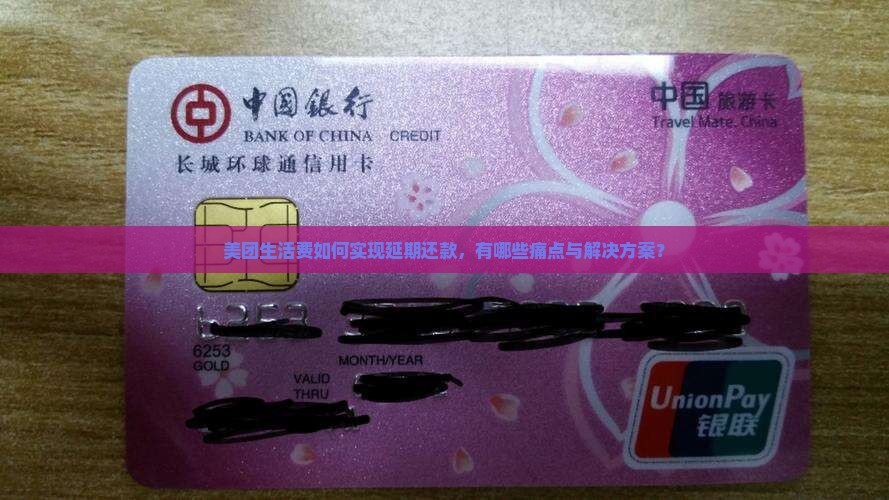 中国银行
BANK OF CHINA CREDIT
长城环球通信用卡
中国 旅游卡
Travel Mate. China
美团生活费如何实现延期还款，有哪些痛点与解决方案？
6253
6253
GOLD
MONTH/YEAR
VALID
THRU
UnionPay
银联